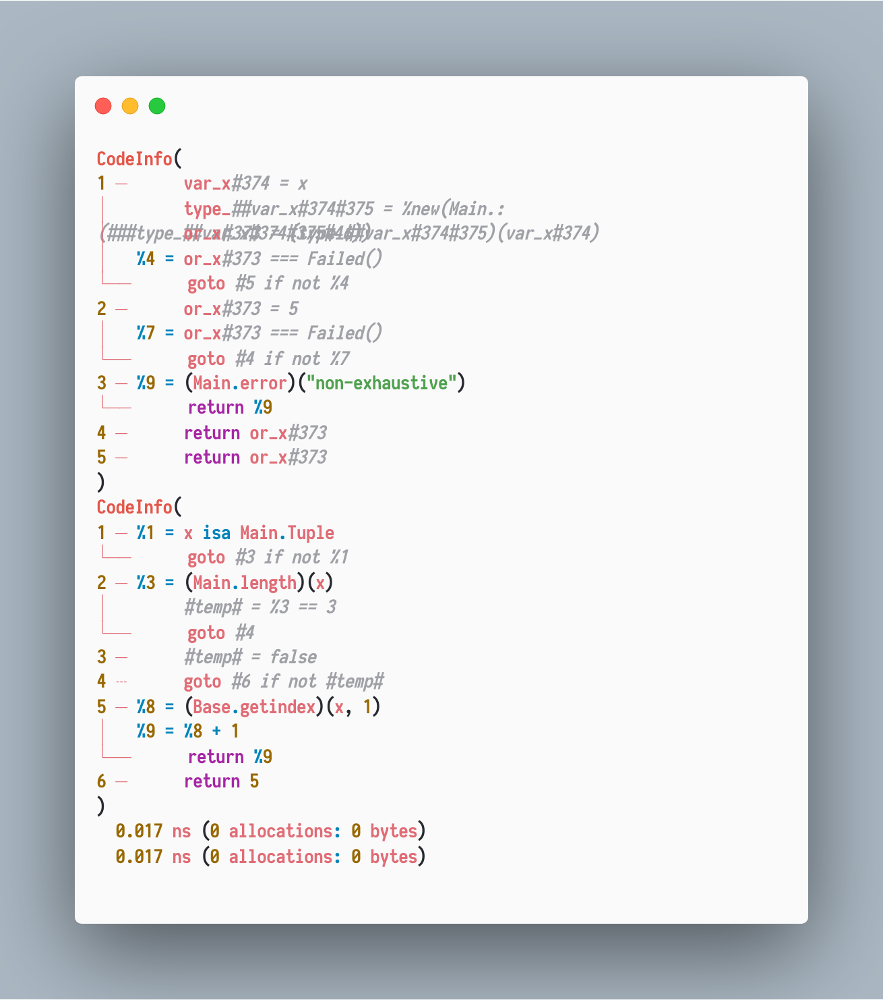 CodeInfo(
1 ─ var_x#374 = x
│ type_##var_x#374#375 = %new(Main.:
│ or_x#373 = (type_##var_x#374#375)(var_x#374)
│ %4 = or_x#373 === Failed()
└── goto #5 if not %4
2 ─ or_x#373 = 5
│ %7 = or_x#373 === Failed()
└── goto #4 if not %7
3 ─ %9 = (Main.error)("non-exhaustive")
└── return %9
4 ─ return or_x#373
5 ─ return or_x#373
)
CodeInfo(
1 ─ %1 = x isa Main.Tuple
└── goto #3 if not %1
2 ─ %3 = (Main.length)(x)
│ #temp# = %3 == 3
└── goto #4
3 ─ #temp# = false
4 ┄ goto #6 if not #temp#
5 ─ %8 = (Base.getindex)(x, 1)
│ %9 = %8 + 1
└── return %9
6 ─ return 5
)
0.017 ns (0 allocations: 0 bytes)
0.017 ns (0 allocations: 0 bytes)